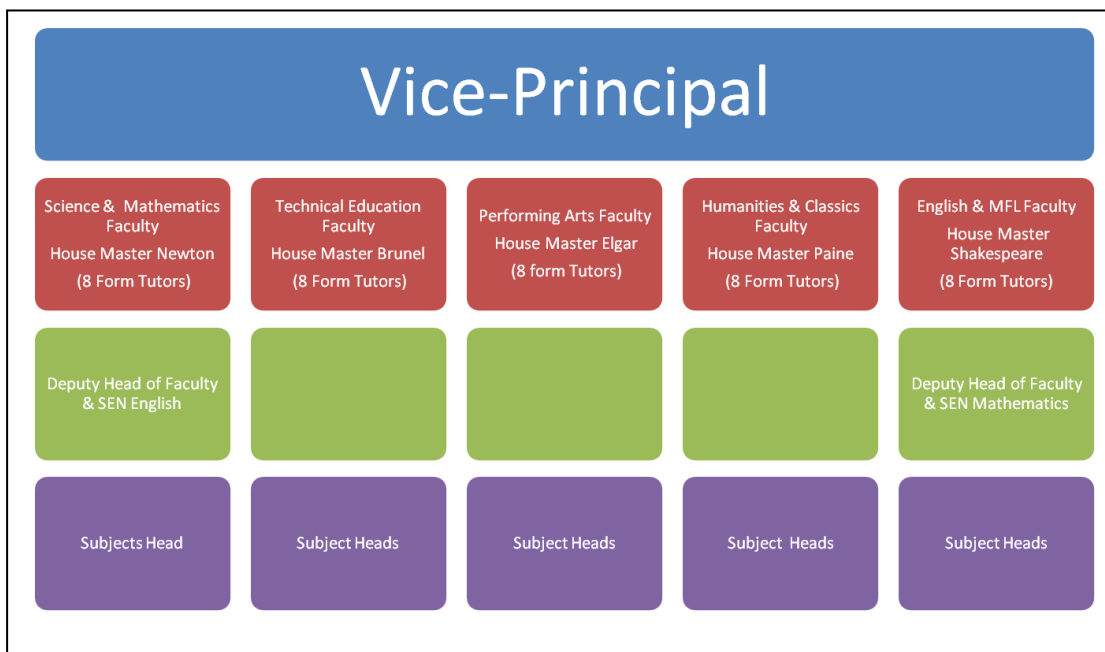 Vice-Principal
Science & Mathematics
Faculty
House Master Newton
(8 Form Tutors)
Technical Education
Faculty
House Master Brunel
(8 Form Tutors)
Performing Arts Faculty
House Master Elgar
(8 form Tutors)
Humanities & Classics
Faculty
House Master Paine
(8 Form Tutors)
English & MFL Faculty
House Master
Shakespeare
(8 Form Tutors)
Deputy Head of Faculty
& SEN English
Deputy Head of Faculty
& SEN Mathematics
Subjects Head
Subject Heads
Subject Heads
Subject Heads
Subject Heads